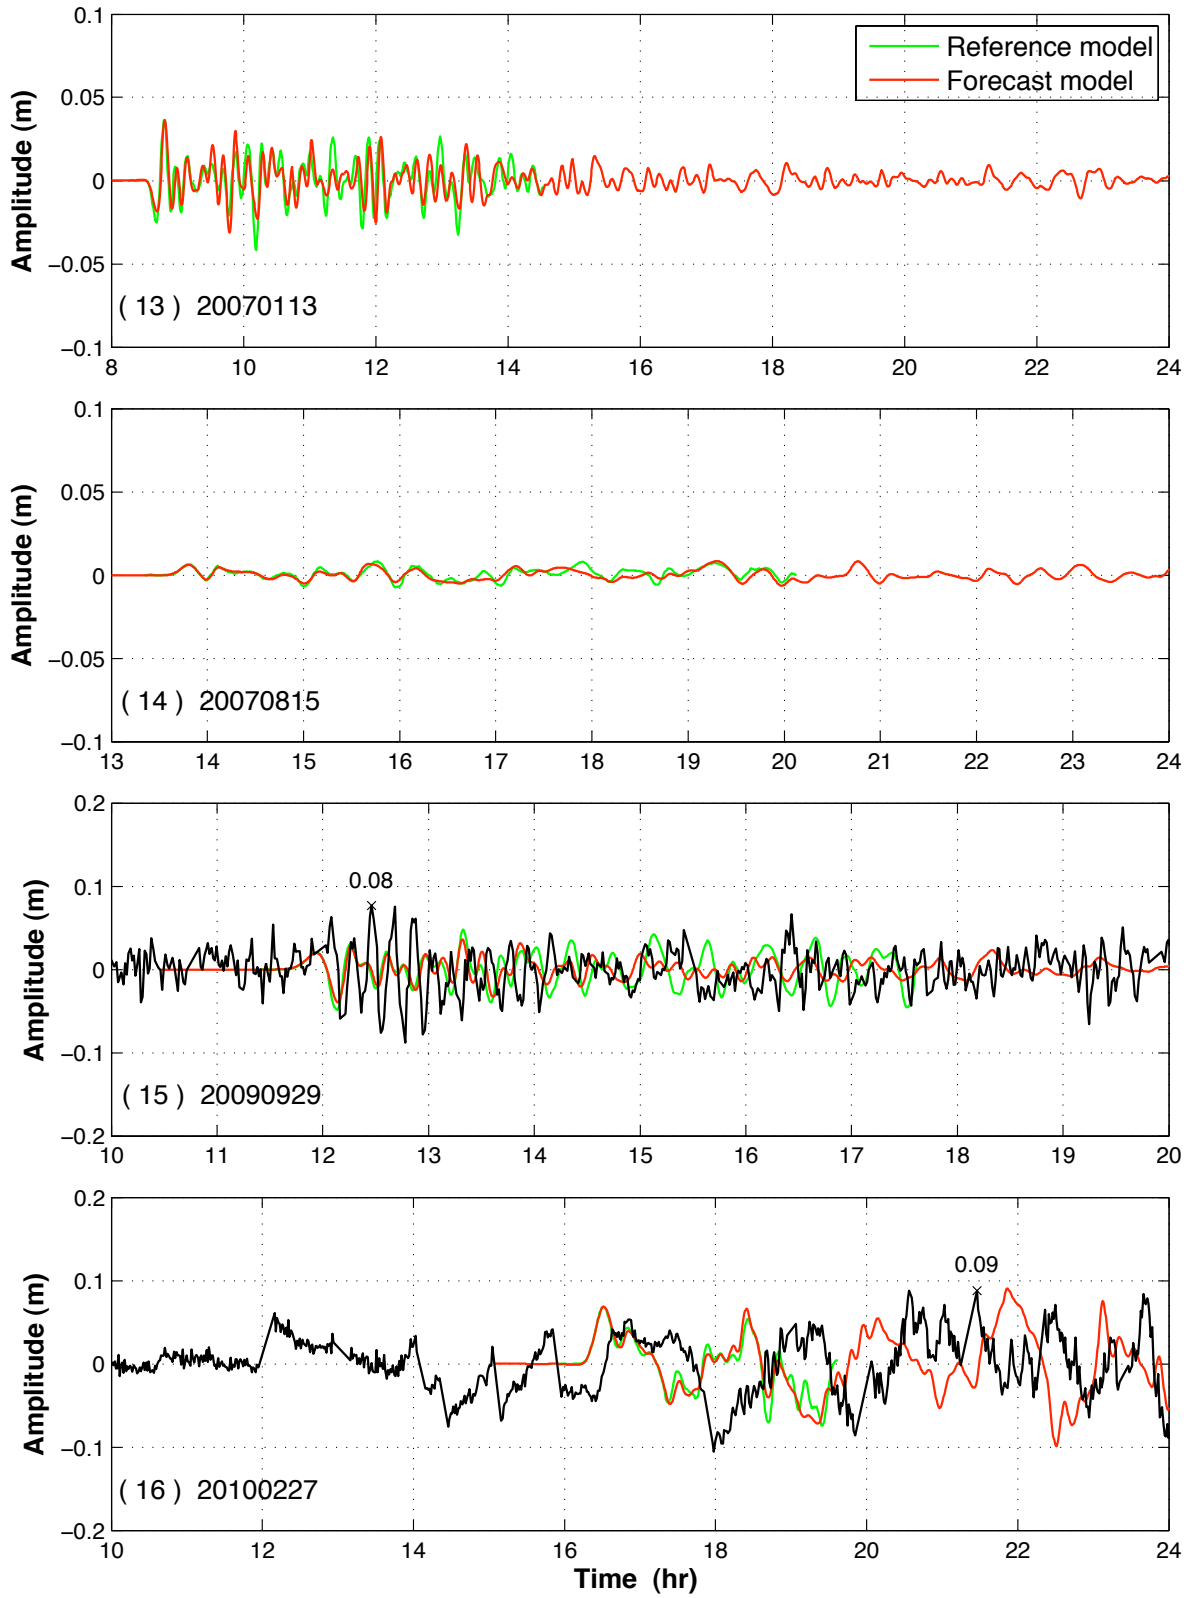 0.1
0.05
0
−0.05
−0.1
Amplitude (m)
Reference model
Forecast model
( 13 ) 20070113
8 10 12 14 16 18 20 22 24
0.1
0.05
0
−0.05
−0.1
Amplitude (m)
( 14 ) 20070815
13 14 15 16 17 18 19 20 21 22 23 24
0.2
0.1
0
−0.1
−0.2
Amplitude (m)
0.08
( 15 ) 20090929
10 11 12 13 14 15 16 17 18 19 20
0.2
0.1
0
−0.1
−0.2
Amplitude (m)
0.09
( 16 ) 20100227
10 12 14 16 18 20 22 24
Time (hr)